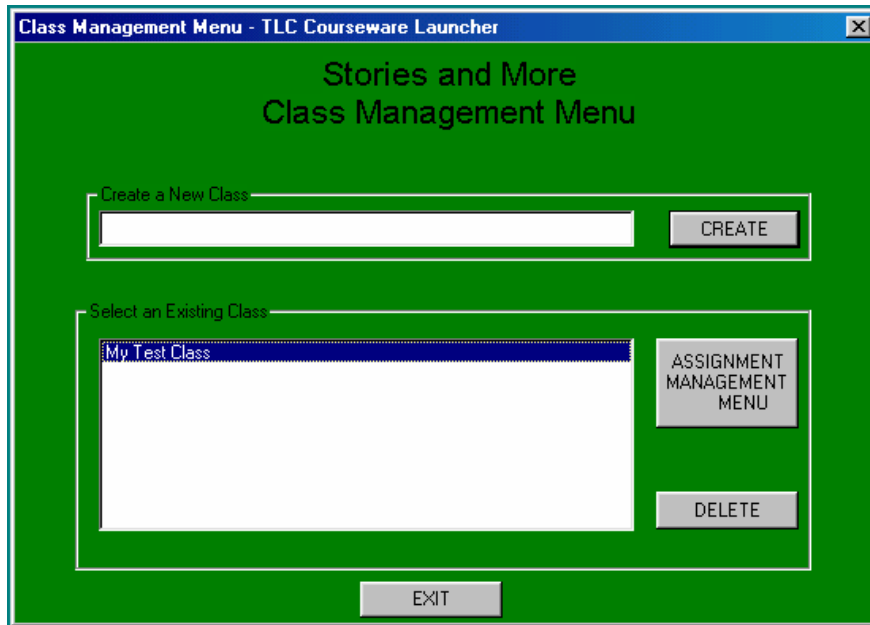 Class Management Menu - TLC Courseware Launcher
Stories and More
Class Management Menu
Create a New Class
CREATE
Select an Existing Class
My Test Class
ASSIGNMENT
MANAGEMENT
MENU
DELETE
EXIT